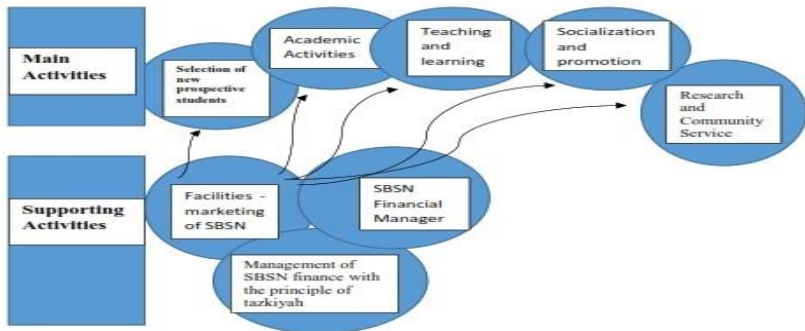 Main
Activities
Selection of
new
prospective
students
Academic
Activities
Teaching
and
learning
Socialization
and
promotion
Research
and
Community
Service
Supporting
Activities
Facilities -
marketing
of SBSN
SBSN
Financial
Manager
Management of
SBSN finance with
the principle of
tazkiyah